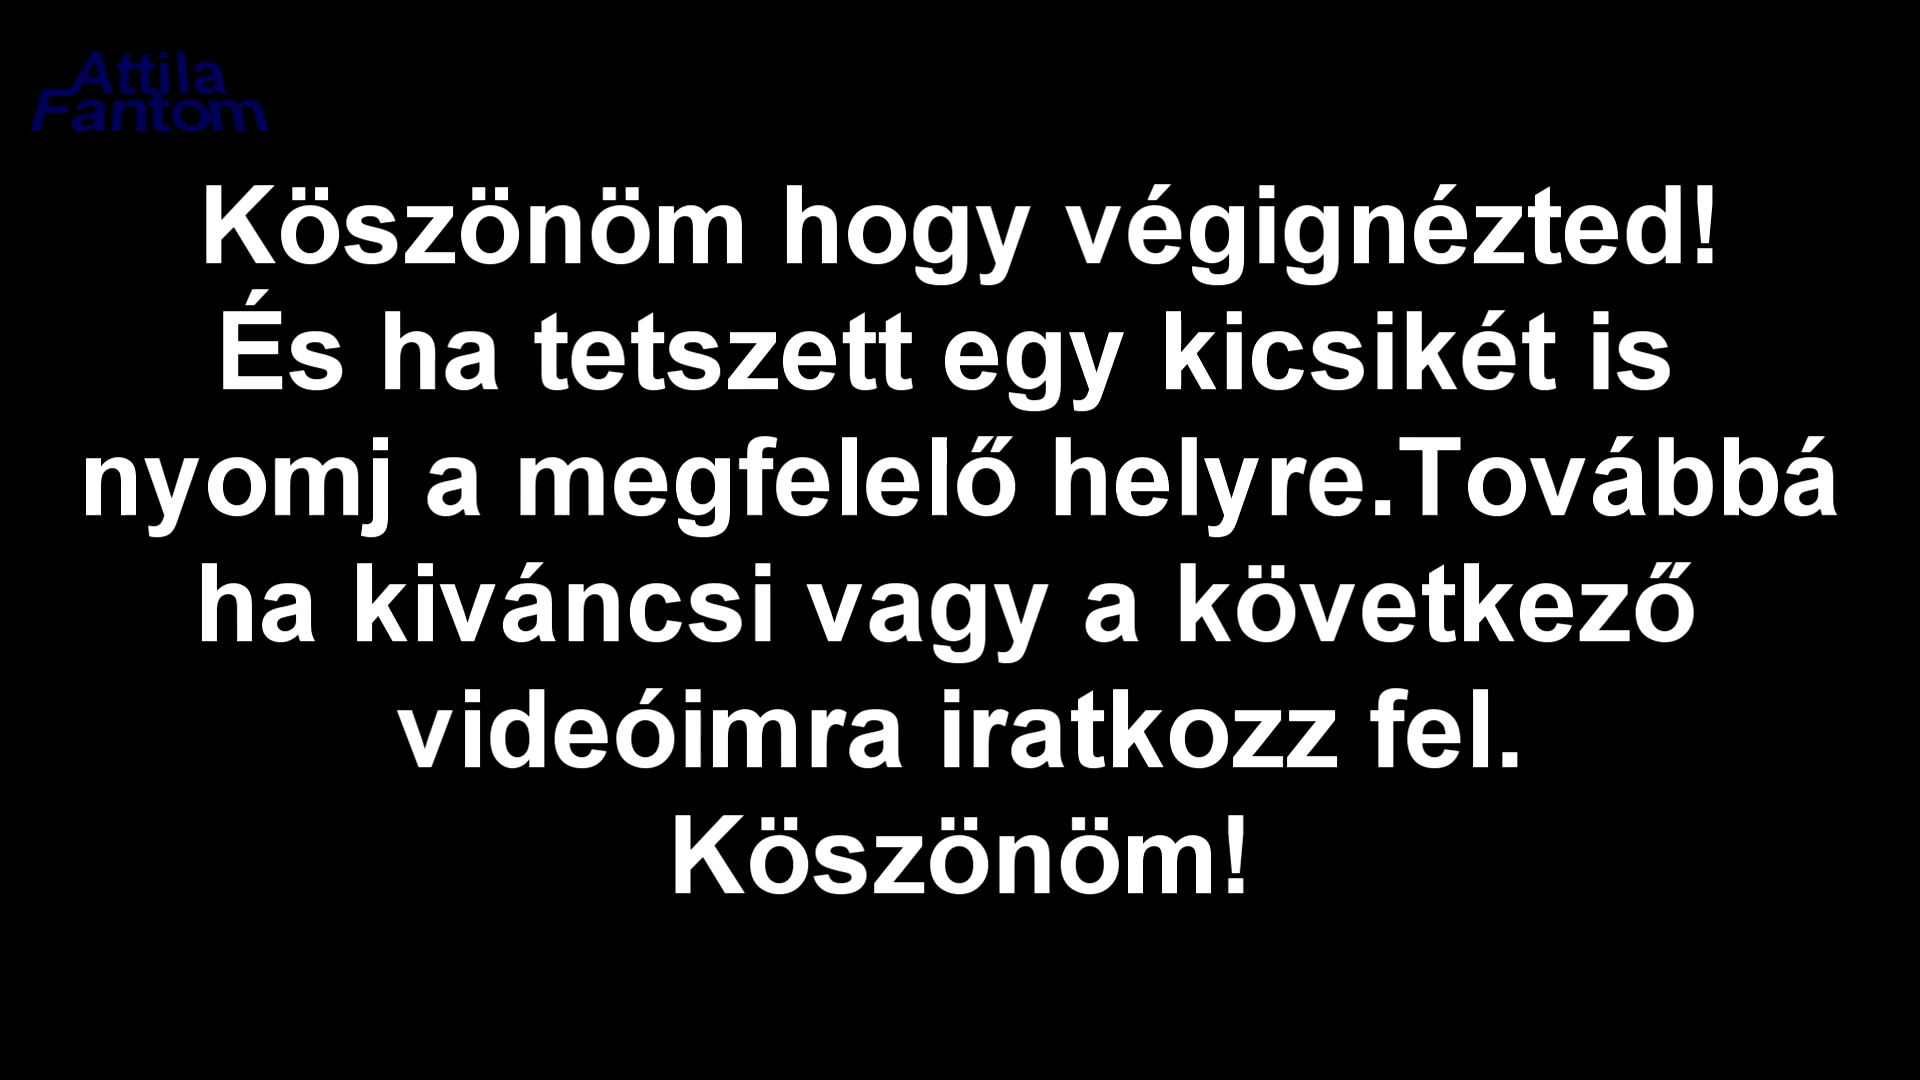 Attila
Fantom
Köszönöm hogy végignézted!
És ha tetszett egy kicsikét is
nyomj a megfelelő helyre.Továbbá
ha kiváncsi vagy a következő
videóimra iratkozz fel.
Köszönöm!